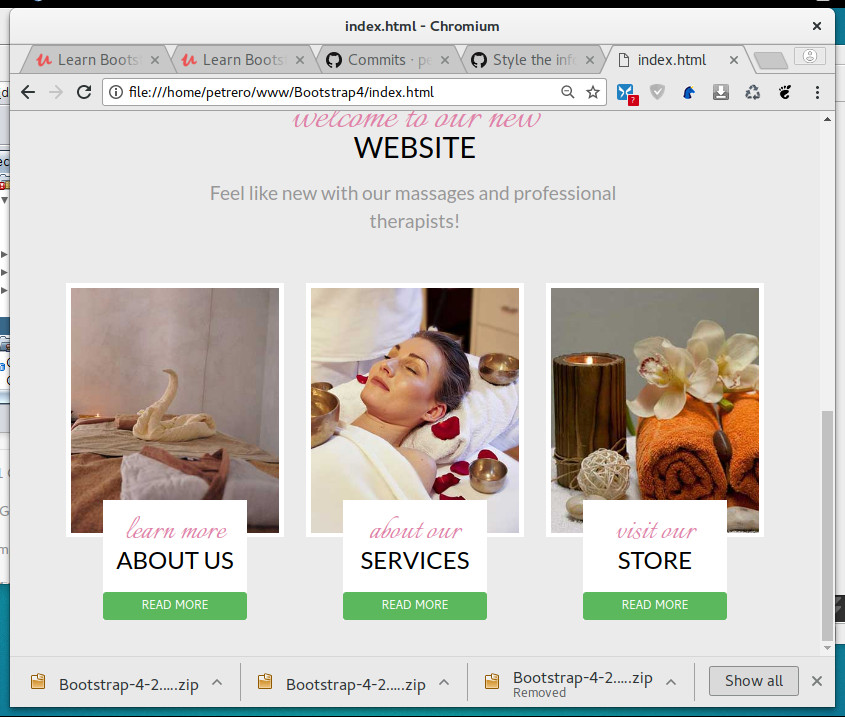 index.html - Chromium
Learn Boots
Learn Boots
Commits · pe
Style the info
index.html
file:///home/petrero/www/Bootstrap4/index.html
welcome to our new
WEBSITE
Feel like new with our massages and professional
therapists!
learn more
ABOUT US
READ MORE
about our
SERVICES
READ MORE
visit our
STORE
READ MORE
Bootstrap-4-2.....zip
Bootstrap-4-2.....zip
Bootstrap-4-2.....zip
Removed
Show all